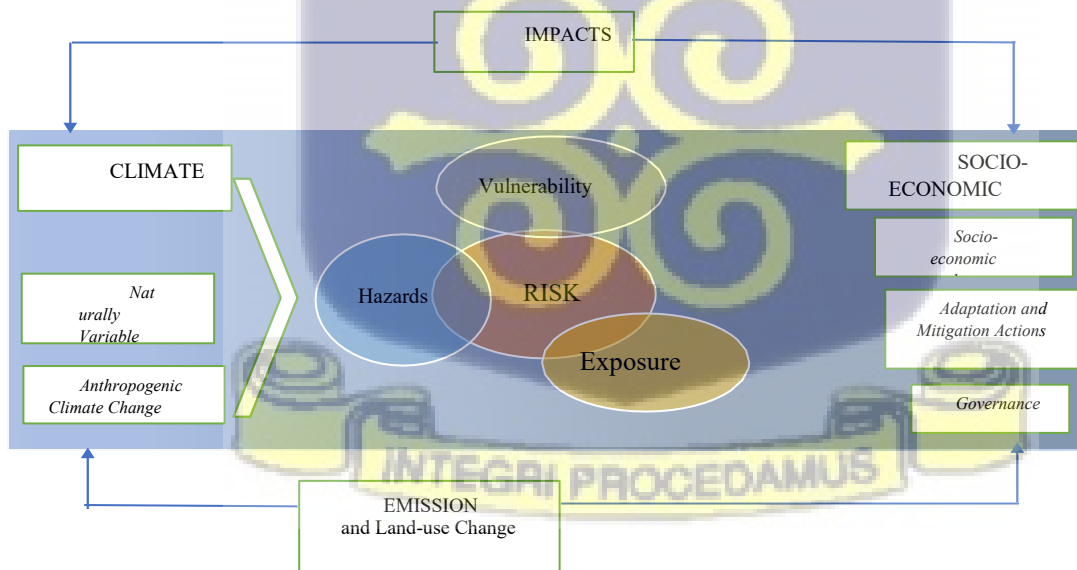 IMPACTS
CLIMATE
Nat
urally
Variable
Anthropogenic
Climate Change
Vulnerability
Hazards
RISK
Exposure
SOCIO-
ECONOMIC
Socio-
economic
Adaptation and
Mitigation Actions
Governance
INTEGRI PROCEDAMUS
EMISSION
and Land-use Change